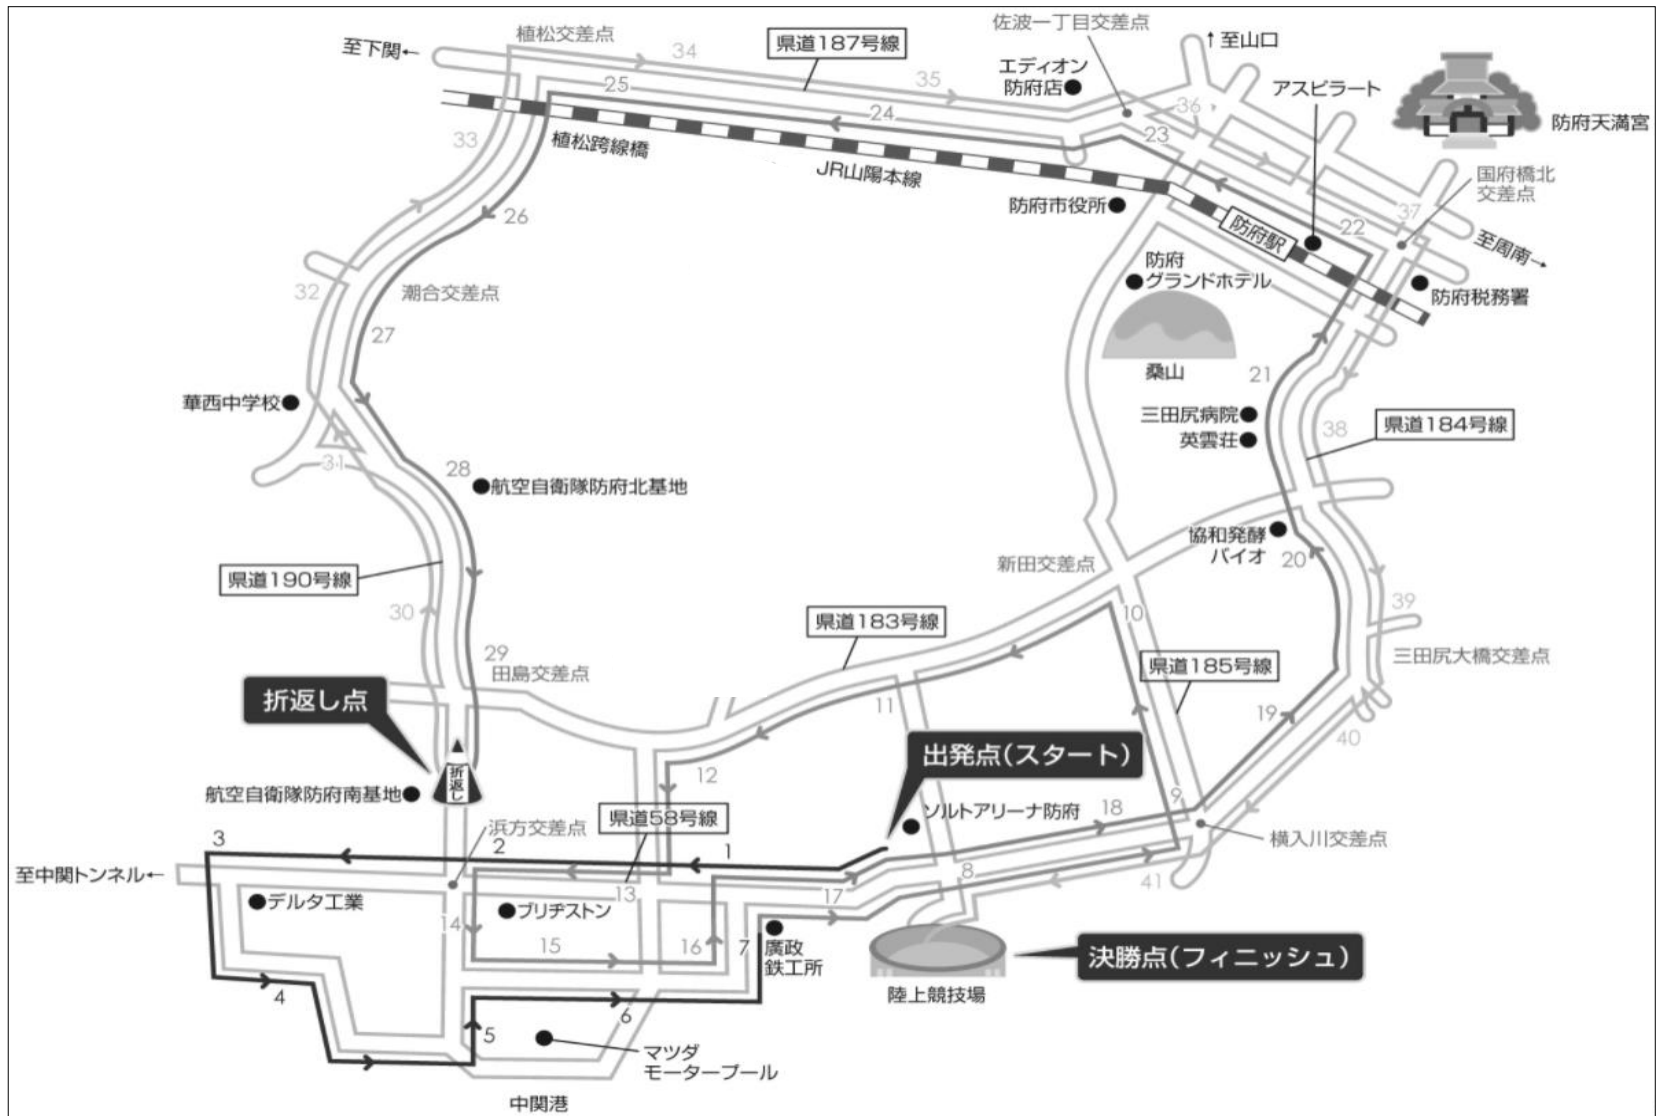 植松交差点
佐波一丁目交差点
至下関←
34
県道187号線
↑至山口
エディオン
防府店
アスピラート
防府天満宮
25
35
24
36
23
33
植松跨線橋
JR山陽本線
国府橋北
交差点
防府市役所
37
26
22
防府駅
至周南→
防府
グランドホテル
防府税務署
32
潮合交差点
27
桑山
21
華西中学校
三田尻病院
英雲荘
38
県道184号線
31
28
航空自衛隊防府北基地
協和発酵
バイオ
20
新田交差点
県道190号線
30
10
39
県道183号線
29
田島交差点
三田尻大橋交差点
県道185号線
折返し点
11
19
40
出発点(スタート)
12
折返し
航空自衛隊防府南基地
9
18
ソルトアリーナ防府
県道58号線
浜方交差点
横入川交差点
3
2
1
至中関トンネル←
8
41
13
17
デルタ工業
ブリヂストン
14
15
16
7
廣政
鉄工所
決勝点(フィニッシュ)
陸上競技場
4
6
5
マツダ
モータープール
中関港